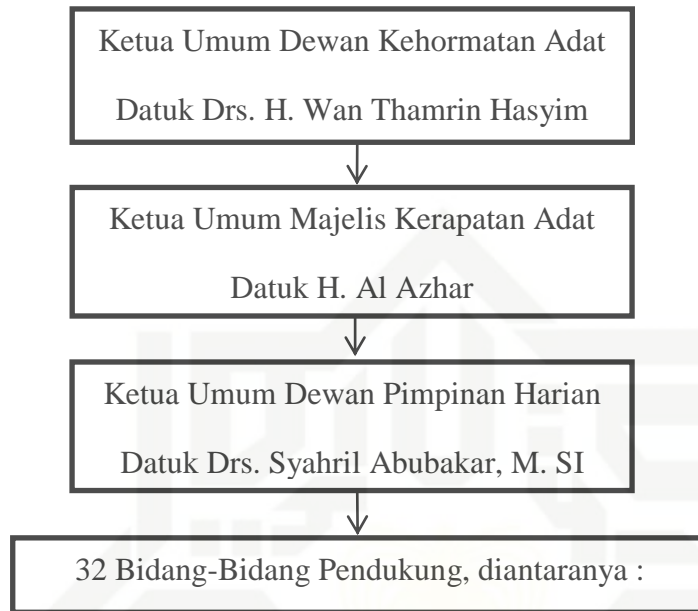 Ketua Umum Dewan Kehormatan Adat
Datuk Drs. H. Wan Thamrin Hasyim
Ketua Umum Majelis Kerapatan Adat
Datuk H. Al Azhar
Ketua Umum Dewan Pimpinan Harian
Datuk Drs. Syahril Abubakar, M. SI
32 Bidang-Bidang Pendukung, diantaranya :